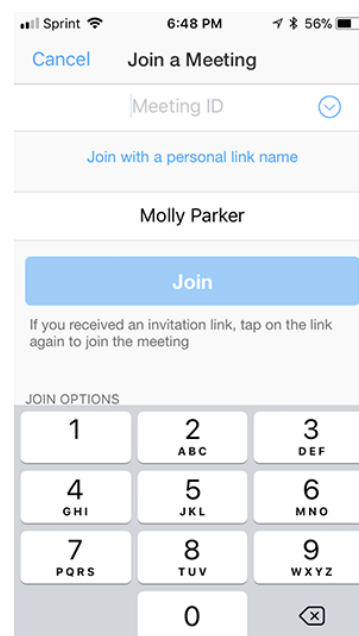 Sprint 6:48 PM 56%
Cancel Join a Meeting
Meeting ID
Join with a personal link name
Molly Parker
Join
If you received an invitation link, tap on the link
again to join the meeting
JOIN OPTIONS
1 2 3
ABC DEF
4 5 6
GHI JKL MNO
7 8 9
PQRS TUV WXYZ
0